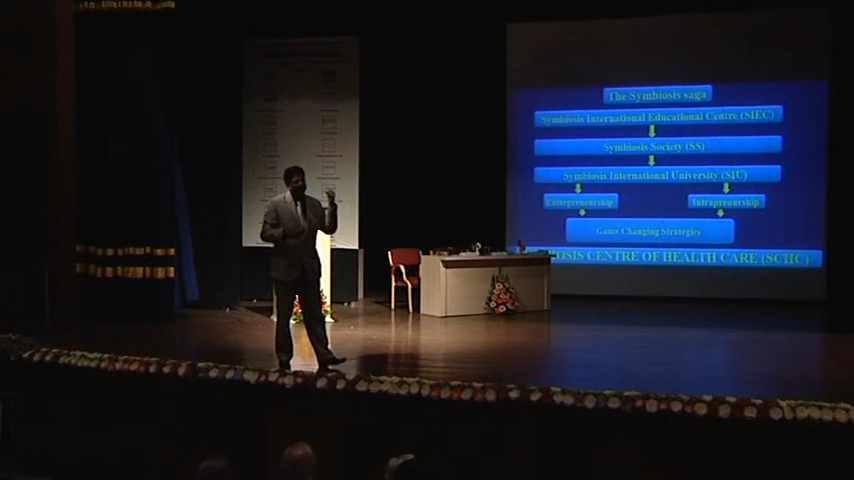 The Symbiosis saga
Symbiosis International Educational Centre (SIEC)
Symbiosis Society (SS)
Symbiosis International University (SIU)
Entrepreneurship
Intrapreneurship
Game Changing Strategies
OSIS CENTRE OF HEALTH CARE (SCHC)